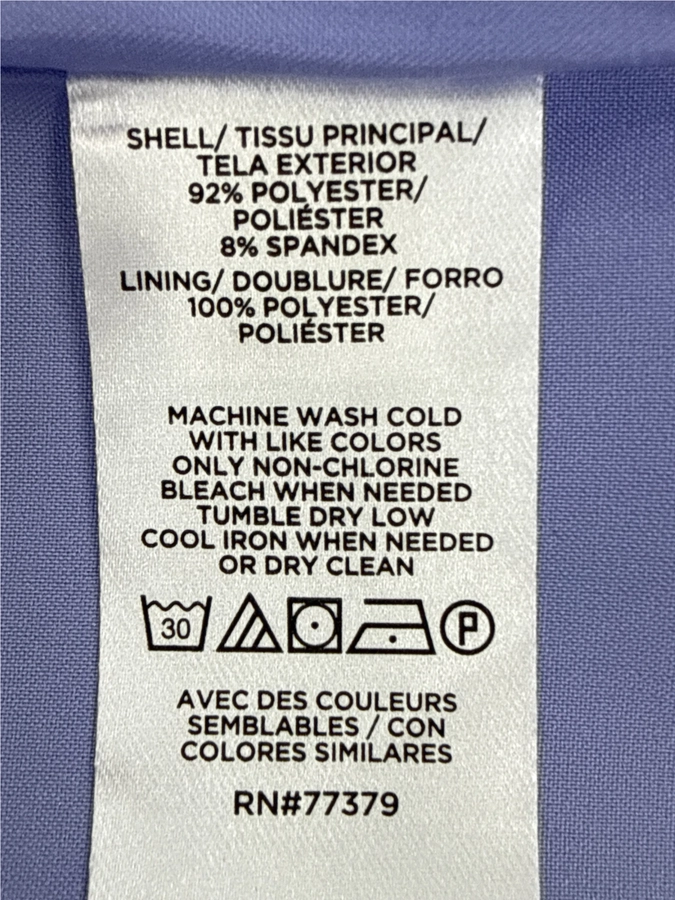 SHELL/ TISSU PRINCIPAL/
TELA EXTERIOR
92% POLYESTER/
POLIÉSTER
8% SPANDEX
LINING/ DOUBLURE/ FORRO
100% POLYESTER/
POLIÉSTER
MACHINE WASH COLD
WITH LIKE COLORS
ONLY NON-CHLORINE
BLEACH WHEN NEEDED
TUMBLE DRY LOW
COOL IRON WHEN NEEDED
OR DRY CLEAN
30 P
AVEC DES COULEURS
SEMBLABLES / CON
COLORES SIMILARES
RN#77379